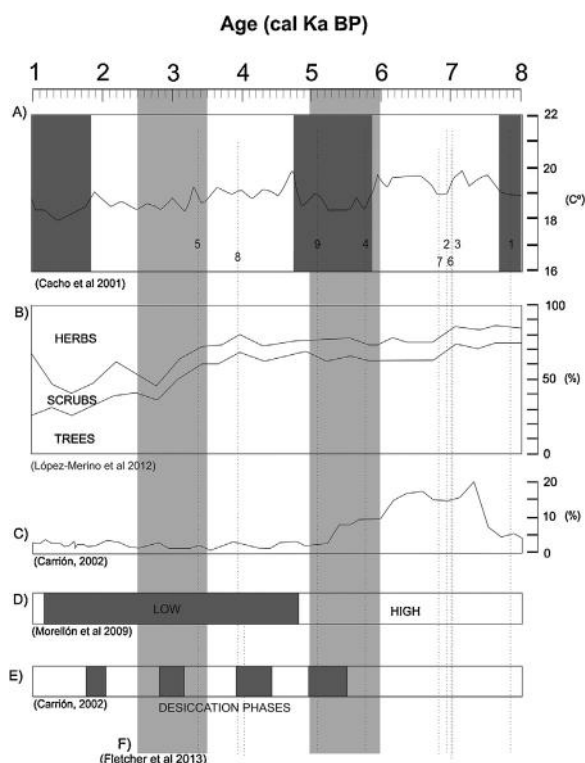 Age (cal Ka BP)
1 2 3 4 5 6 7 8
A)
22
20
(Cº)
18
16
5
8
9
4
2
3
7
6
1
(Cacho et al 2001)
B)
100
HERBS
50
(%)
SCRUBS
TREES
0
(López-Merino et al 2012)
20
C)
10
(%)
0
(Carrión, 2002)
D)
LOW
HIGH
(Morellón et al 2009)
E)
(Carrión, 2002)
DESICCATION PHASES
F)
(Fletcher et al 2013)